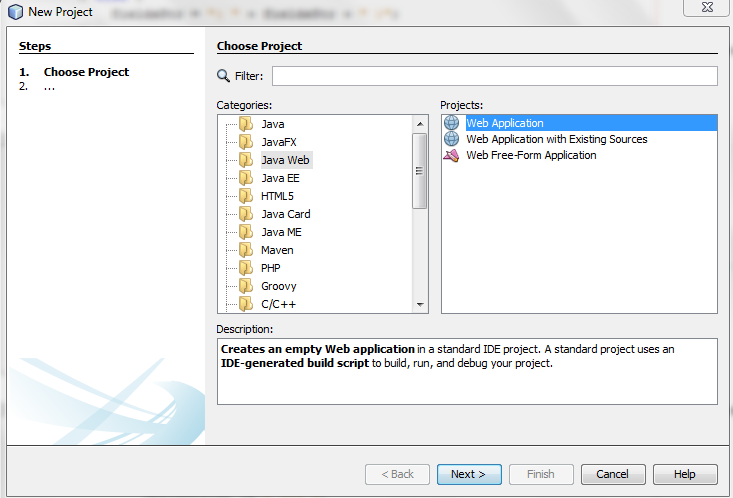 New Project
Steps
1. Choose Project
2. ...
Choose Project
Filter:
Categories:
Java
JavaFX
Java Web
Java EE
HTML5
Java Card
Java ME
Maven
PHP
Groovy
C/C++
Projects:
Web Application
Web Application with Existing Sources
Web Free-Form Application
Description:
Creates an empty Web application in a standard IDE project. A standard project uses an
IDE-generated build script to build, run, and debug your project.
< Back
Next >
Finish
Cancel
Help